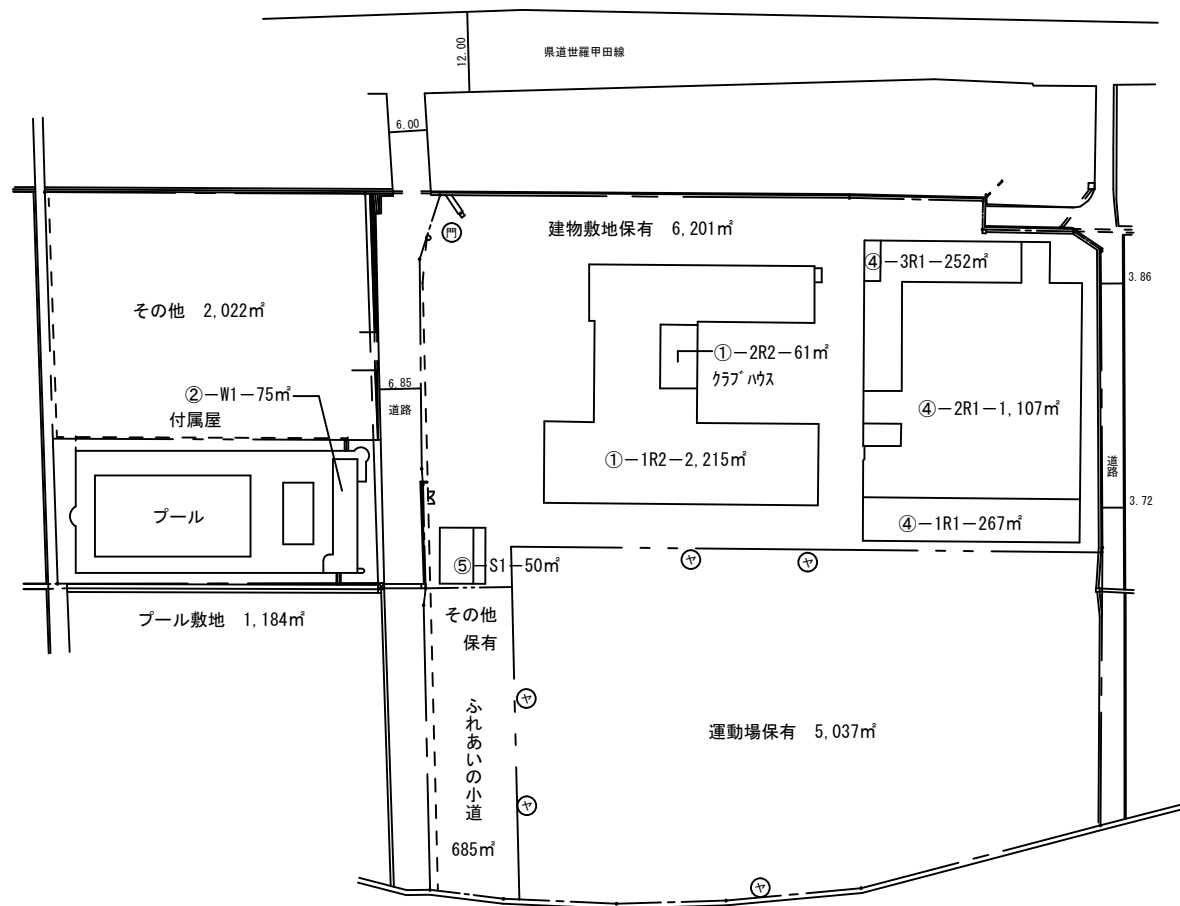 12.00
県道世羅甲田線
6.00
門
建物敷地保有 6,201㎡
④－3R1－252㎡
3.86
その他 2,022㎡
①－2R2－61㎡
クラブハウス
6.85
道路
②－W1－75㎡
付属屋
④－2R1－1,107㎡
①－1R2－2,215㎡
道路
3.72
プール
④－1R1－267㎡
ヤ
ヤ
⑤－S1－50㎡
プール敷地 1,184㎡
その他
保有
ヤ
ふれあいの小道
685㎡
運動場保有 5,037㎡
ヤ
ヤ